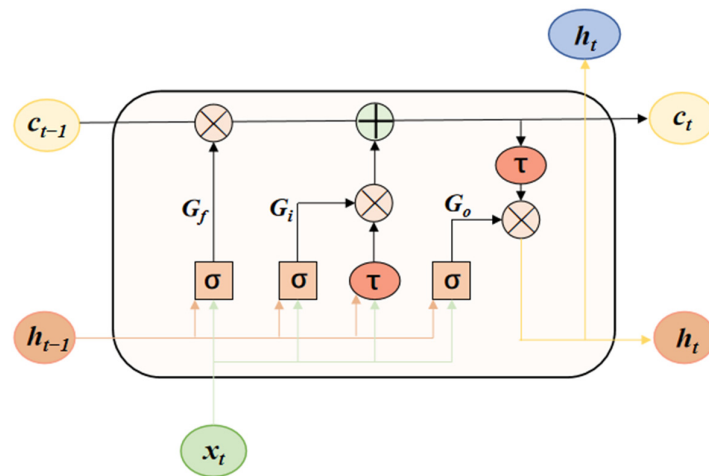 h_t
c_{t-1}
c_t
τ
G_f
G_i
G_o
σ
σ
τ
σ
h_{t-1}
h_t
x_t